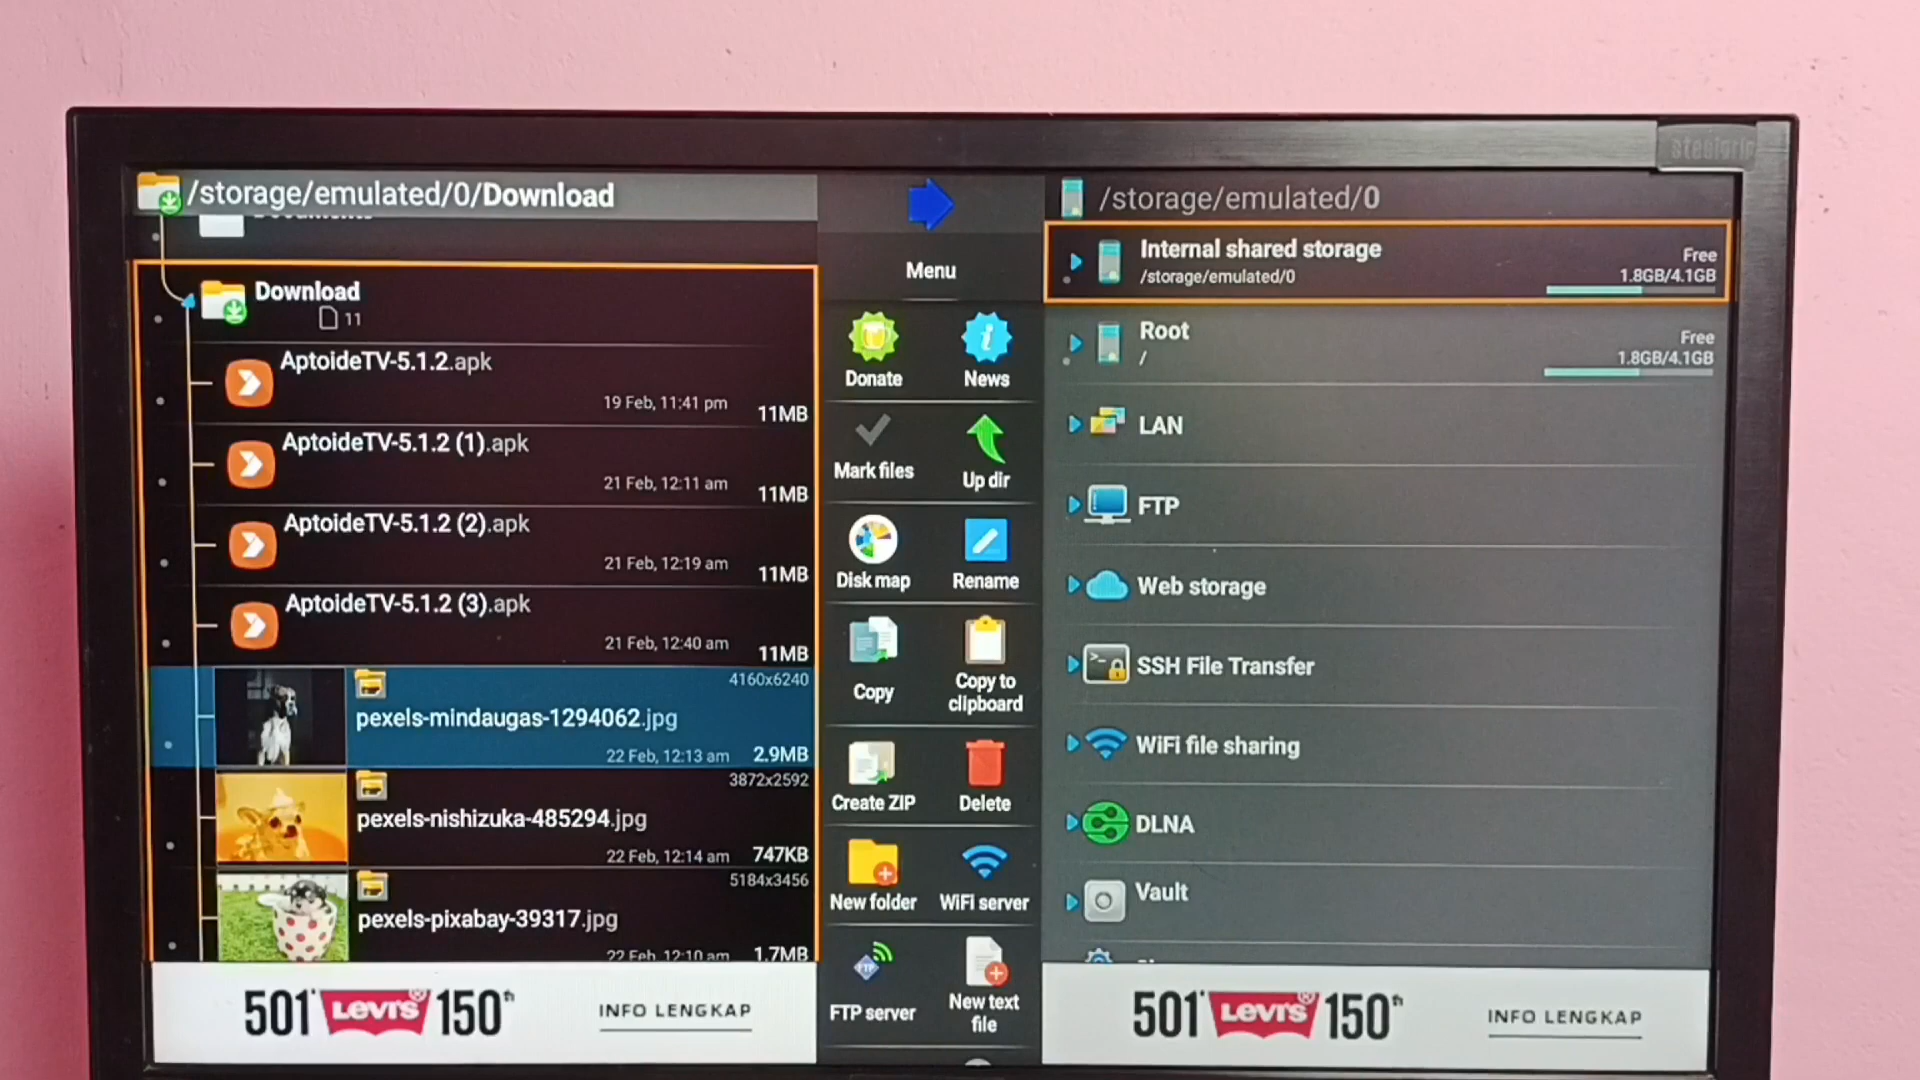 /storage/emulated/0/Download
Download
11
AptoideTV-5.1.2.apk
19 Feb, 11:41 pm
11MB
AptoideTV-5.1.2 (1).apk
21 Feb, 12:11 am
11MB
AptoideTV-5.1.2 (2).apk
21 Feb, 12:19 am
11MB
AptoideTV-5.1.2 (3).apk
21 Feb, 12:40 am
11MB
4160x6240
pexels-mindaugas-1294062.jpg
22 Feb, 12:13 am
2.9MB
3872x2592
pexels-nishizuka-485294.jpg
22 Feb, 12:14 am
747KB
5184x3456
pexels-pixabay-39317.jpg
22 Feb, 12:10 am
1.7MB
501® Levi's® 150th
INFO LENGKAP
Menu
Donate
News
Mark files
Up dir
Disk map
Rename
Copy
Copy to
clipboard
Create ZIP
Delete
New folder
WiFi server
FTP
FTP server
New text
file
/storage/emulated/0
Internal shared storage
/storage/emulated/0
Free
1.8GB/4.1GB
Root
/
Free
1.8GB/4.1GB
LAN
FTP
Web storage
SSH File Transfer
WiFi file sharing
DLNA
Vault
501® Levi's® 150th
INFO LENGKAP